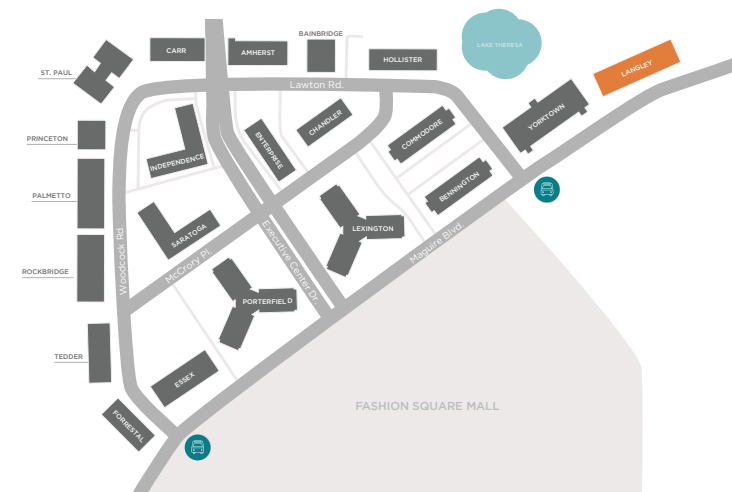 BAINBRIDGE
CARR
AMHERST
HOLLISTER
LAKE THERESA
LANGLEY
ST. PAUL
Lawton Rd.
YORKTOWN
CHANDLER
COMMODORE
ENTERPRISE
PRINCETON
INDEPENDENCE
PALMETTO
BENNINGTON
SARATOGA
LEXINGTON
Woodcock Rd.
McCrory Pl
Executive Center Dr.
Maguire Blvd.
ROCKBRIDGE
PORTERFIELD
TEDDER
ESSEX
FORRESTAL
FASHION SQUARE MALL